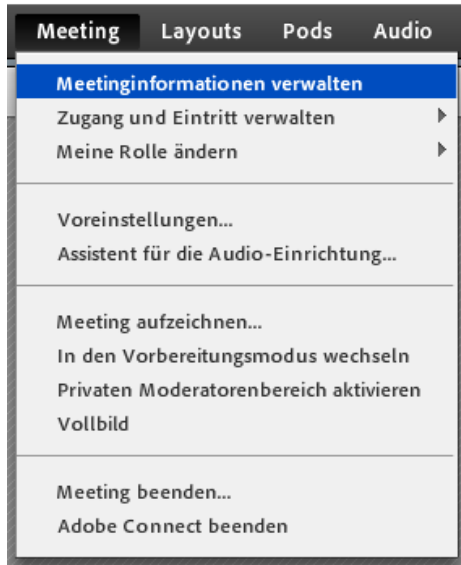 Meeting Layouts Pods Audio
Meetinginformationen verwalten
Zugang und Eintritt verwalten
Meine Rolle ändern
Voreinstellungen...
Assistent für die Audio-Einrichtung...
Meeting aufzeichnen...
In den Vorbereitungsmodus wechseln
Privaten Moderatorenbereich aktivieren
Vollbild
Meeting beenden...
Adobe Connect beenden